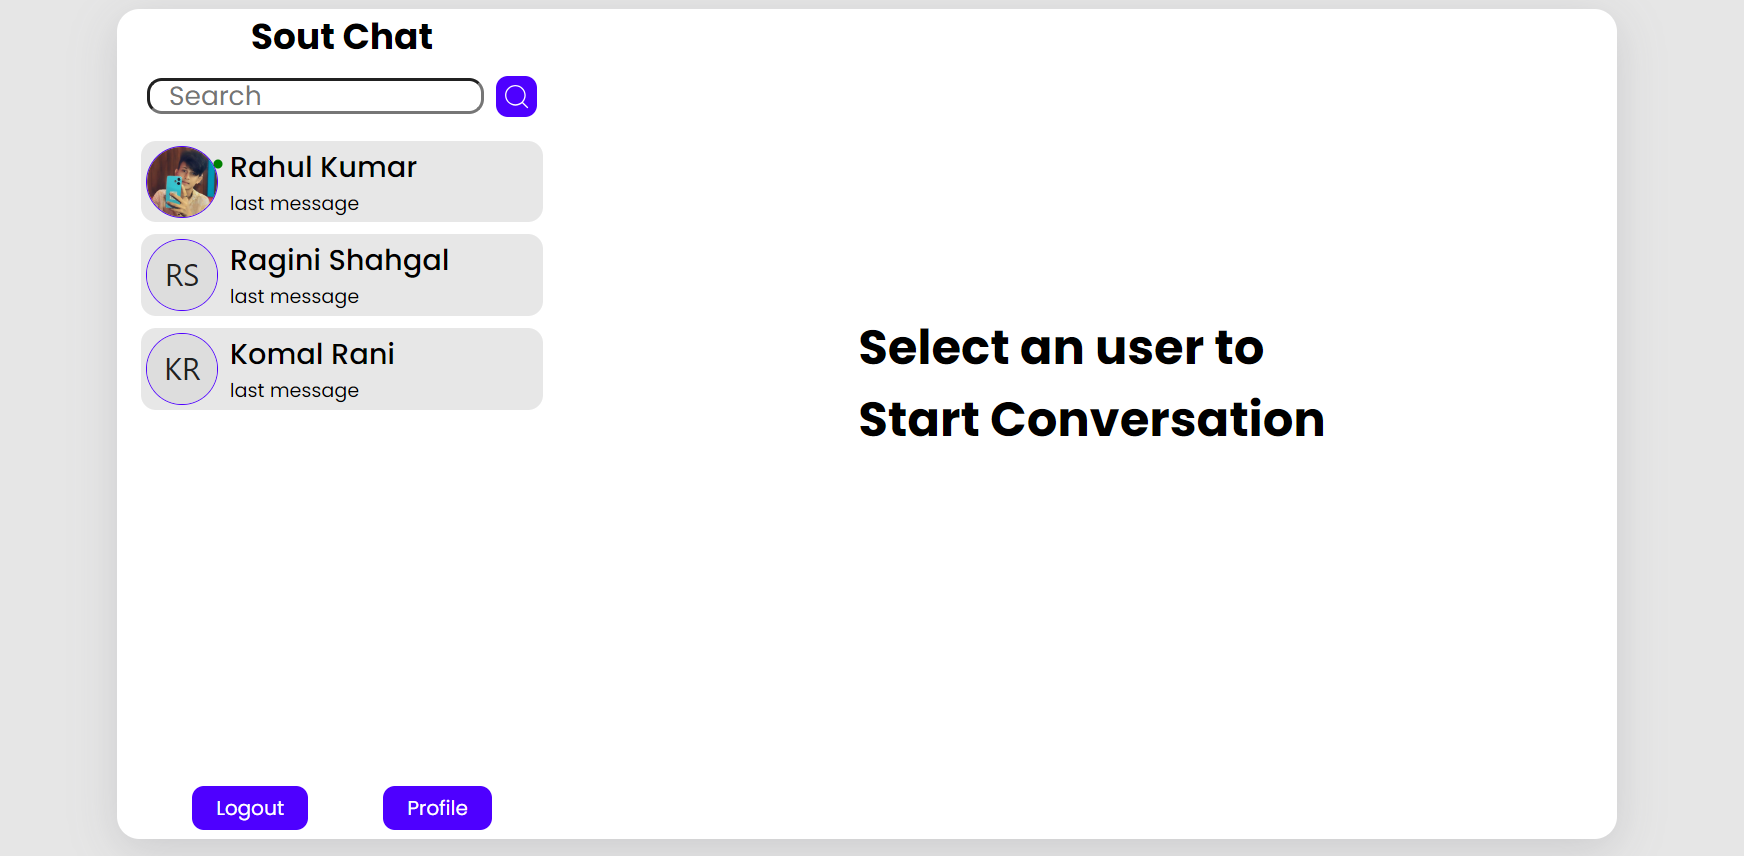 Sout Chat
Search
Rahul Kumar
last message
RS
Ragini Shahgal
last message
KR
Komal Rani
last message
Select an user to
Start Conversation
Logout
Profile